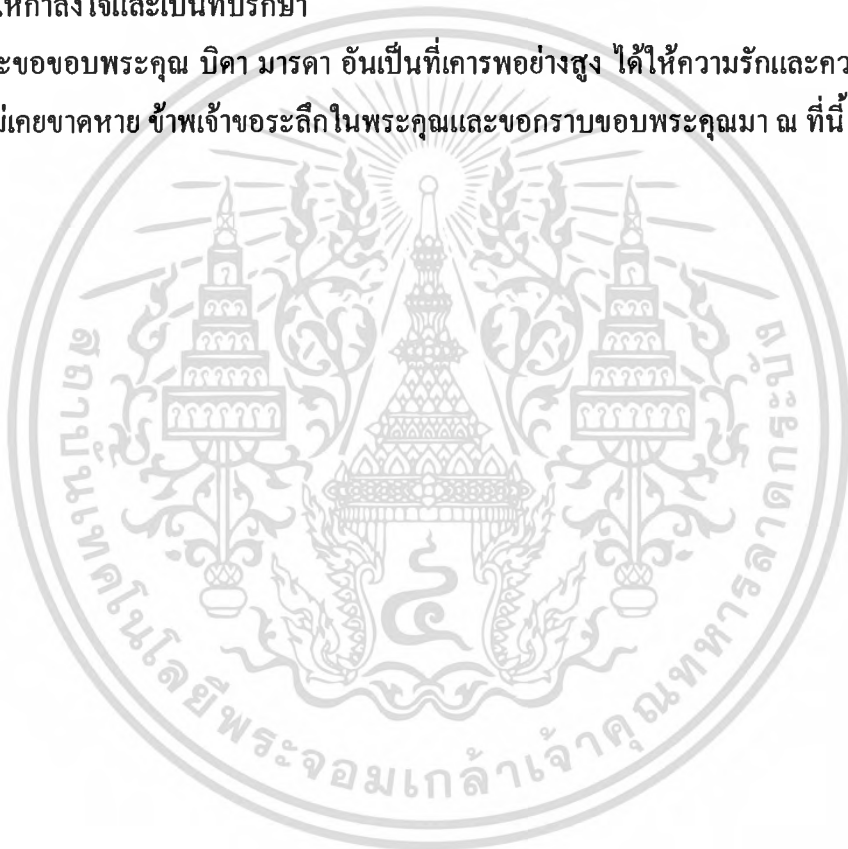 ให้กำลังใจและเป็นที่ปรึกษา
ะขอขอบพระคุณ บิดา มารดา อันเป็นที่เคารพอย่างสูง ได้ให้ความรักและคว
เคยขาดหาย ข้าพเจ้าขอระลึกในพระคุณและขอกราบขอบพระคุณมา ณ ที่นี้
สถาบันเทคโนโลยีพระจอมเกล้าเจ้าคุณทหารลาดกระบัง
๔